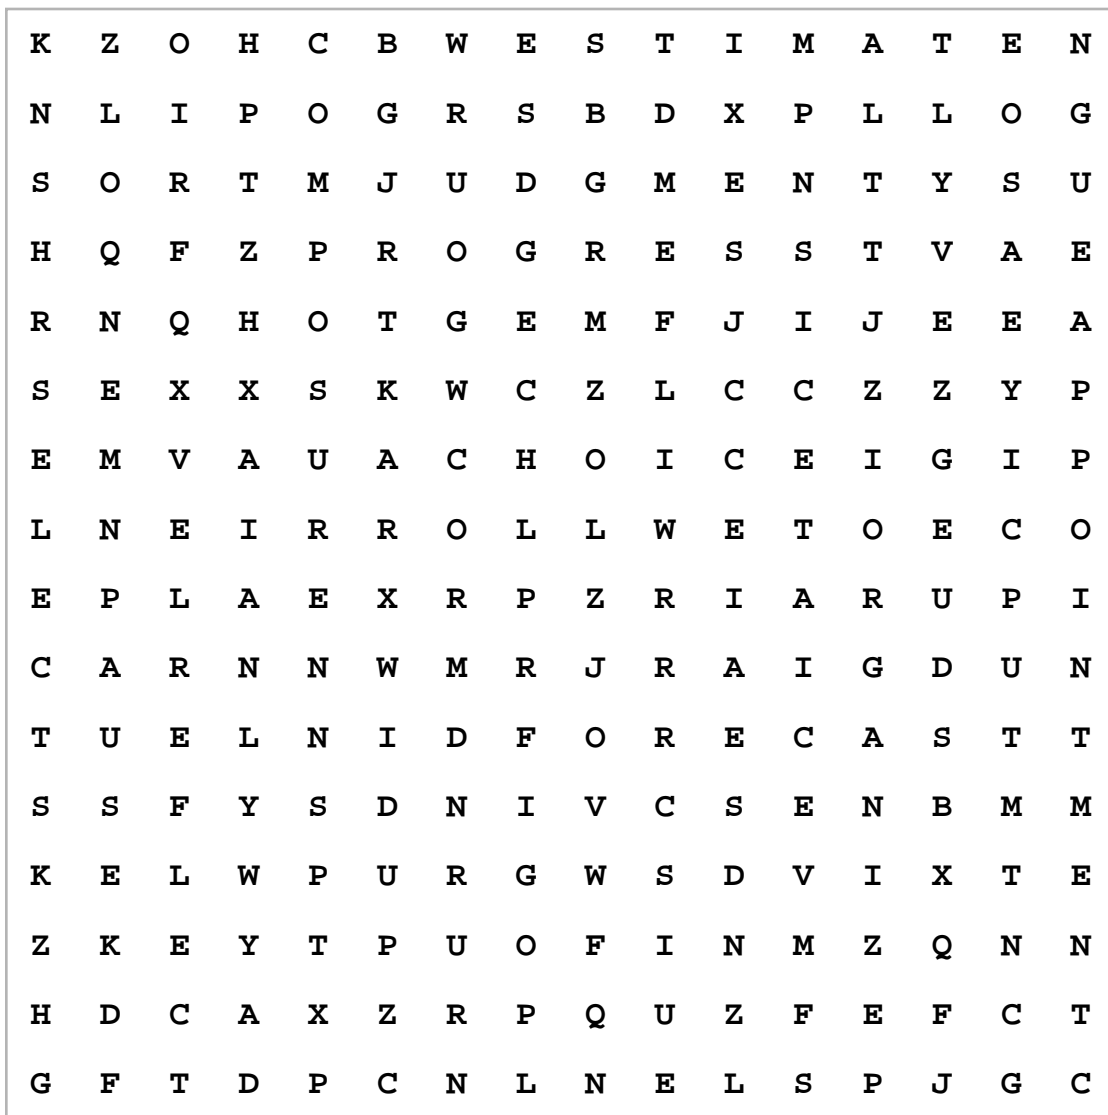 K Z O H C B W E S T I M A T E N
N L I P O G R S B D X P L L O G
S O R T M J U D G M E N T Y S U
H Q F Z P R O G R E S S T V A E
R N Q H O T G E M F J I J E E A
S E X X S K W C Z L C C Z Z Y P
E M V A U A C H O I C E I G I P
L N E I R R O L L W E T O E C O
E P L A E X R P Z R I A R U P I
C A R N N W M R J R A I G D U N
T U E L N I D F O R E C A S T T
S S F Y S D N I V C S E N B M M
K E L W P U R G W S D V I X T E
Z K E Y T P U O F I N M Z Q N N
H D C A X Z R P Q U Z F E F C T
G F T D P C N L N E L S P J G C